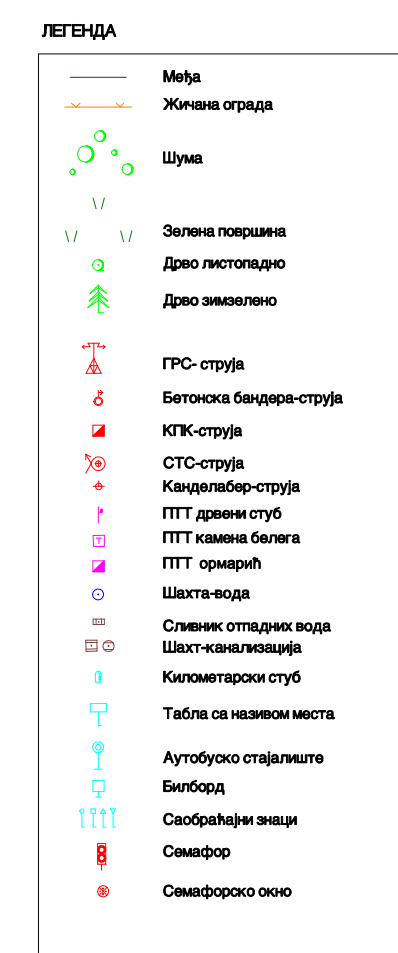 ЛЕГЕНДА
Међа
Жичана ограда
Шума
Зелена површина
Дрво листопадно
Дрво зимзелено
ГРС- струја
Бетонска бандера-струја
КПК-струја
СТС-струја
Канделабер-струја
ПТТ дрвени стуб
ПТТ камена белега
ПТТ ормарић
Шахта-вода
Сливник отпадних вода
Шахт-канализација
Километарски стуб
Табла са називом места
Аутобуско стајалиште
Билборд
Саобраћајни знаци
Семафор
Семафорско окно